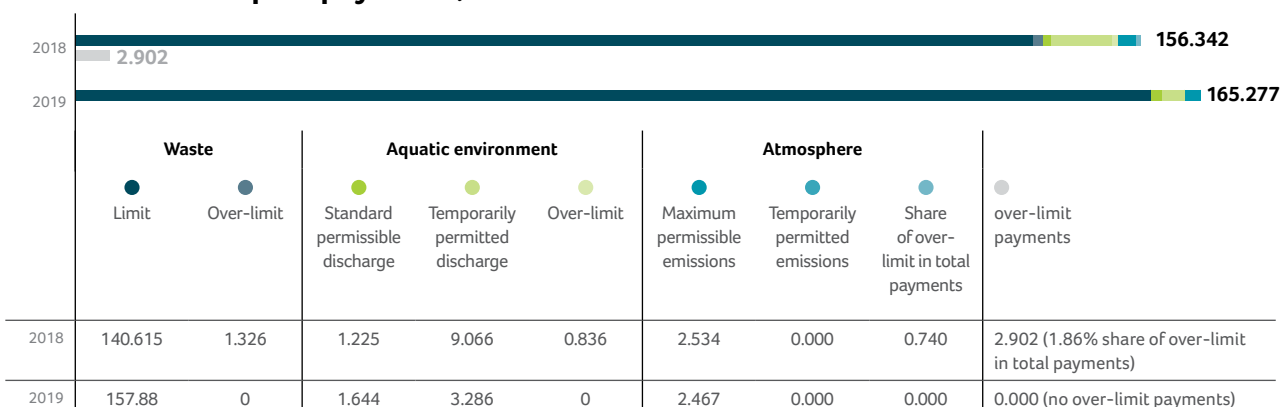 2018
156.342
2.902
2019
165.277
Waste
Aquatic environment
Atmosphere
Limit
Over-limit
Standard
permissible
discharge
Temporarily
permitted
discharge
Over-limit
Maximum
permissible
emissions
Temporarily
permitted
emissions
Share
of over-
limit in total
payments
over-limit
payments
2018 140.615 1.326 1.225 9.066 0.836 2.534 0.000 0.740 2.902 (1.86% share of over-limit
in total payments)
2019 157.88 0 1.644 3.286 0 2.467 0.000 0.000 0.000 (no over-limit payments)